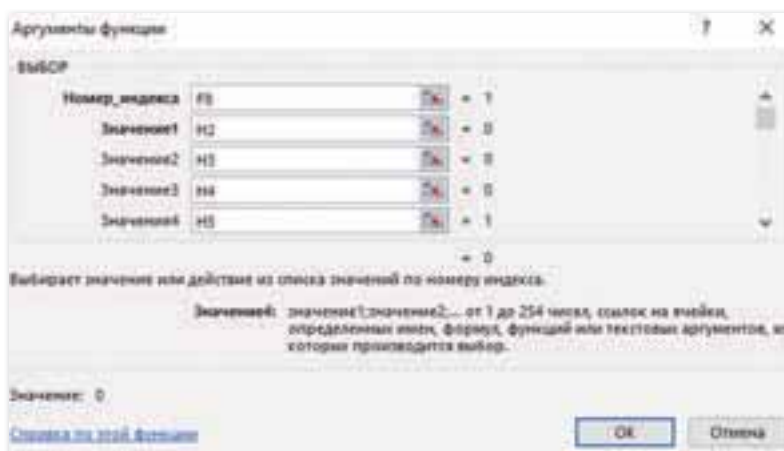 Аргументы функции ? ×
ВЫБОР
Номер_индекса F8 = 1
Значение1 H2 = 0
Значение2 H3 = 0
Значение3 H4 = 0
Значение4 H5 = 1
= 0
Выбирает значение или действие из списка значений по номеру индекса.
Значение4: значение1;значение2;... от 1 до 254 чисел, ссылок на ячейки,
определенных имен, формул, функций или текстовых аргументов, из
которых производится выбор.
Значение: 0
Справка по этой функции ОК Отмена